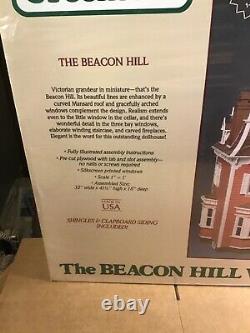 THE BEACON HILL
Victorian grandeur in miniature—that's the Beacon
Hill. Its beautiful lines are enhanced by a
curved Mansard roof and gracefully arched
windows complement the design. Realism extends
even to the little window in the cellar, and there's
wonderful detail in the three bay windows,
elaborate winding staircase, and curved fireplaces.
Elegant is the word for this outstanding dollhouse!
• Fully illustrated assembly instructions
• Pre-cut plywood with tab and slot assembly—
no nails or screws required
• Silkscreen printed windows
• Scale 1" = 1'
• Assembled Size:
32" wide x 41½" high x 16" deep
MADE IN
USA
SHINGLES & CLAPBOARD SIDING
INCLUDED!
The BEACON HILL